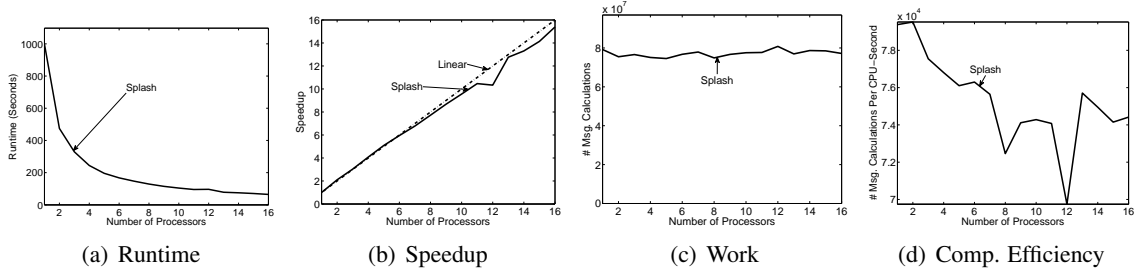 1000
800
600
400
200
0
Runtime (Seconds)
Splash
2 4 6 8 10 12 14 16
Number of Processors
(a) Runtime
16
14
12
10
8
6
4
2
0
Speedup
Linear
Splash
2 4 6 8 10 12 14 16
Number of Processors
(b) Speedup
x 10^7
8
6
4
2
0
# Msg. Calculations
Splash
2 4 6 8 10 12 14 16
Number of Processors
(c) Work
x 10^4
7.8
7.6
7.4
7.2
7
# Msg. Calculations Per CPU-Second
Splash
2 4 6 8 10 12 14 16
Number of Processors
(d) Comp. Efficiency